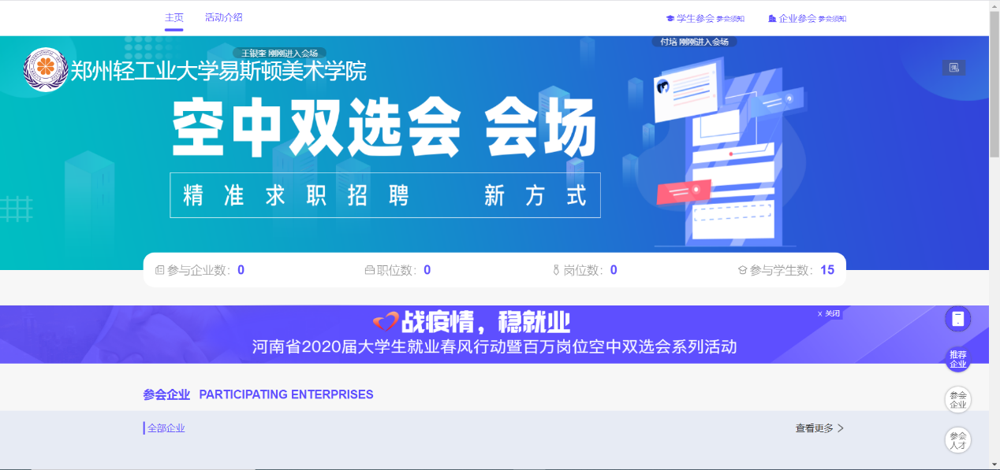 主页 活动介绍 学生参会 参会须知 企业参会 参会须知
王银奎 刚刚进入会场 付培 刚刚进入会场
郑州轻工业大学易斯顿美术学院
空中双选会 会场
精准求职招聘 新方式
参与企业数：0 职位数：0 岗位数：0 参与学生数：15
战疫情，稳就业 x 关闭
河南省2020届大学生就业春风行动暨百万岗位空中双选会系列活动
推荐
企业
参会企业 PARTICIPATING ENTERPRISES
参会
企业
全部企业 查看更多 >
参会
人才